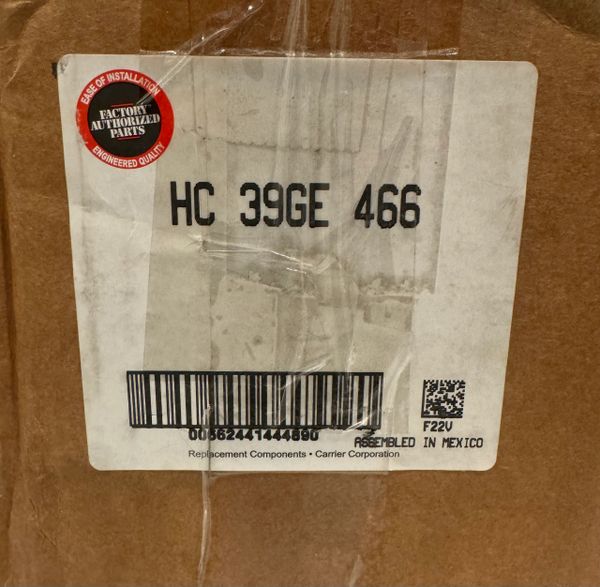 EASE OF INSTALLATION
FACTORY
AUTHORIZED
PARTS
ENGINEERED QUALITY
HC 39GE 466
00662441444890
F22V
ASSEMBLED IN MEXICO
Replacement Components • Carrier Corporation